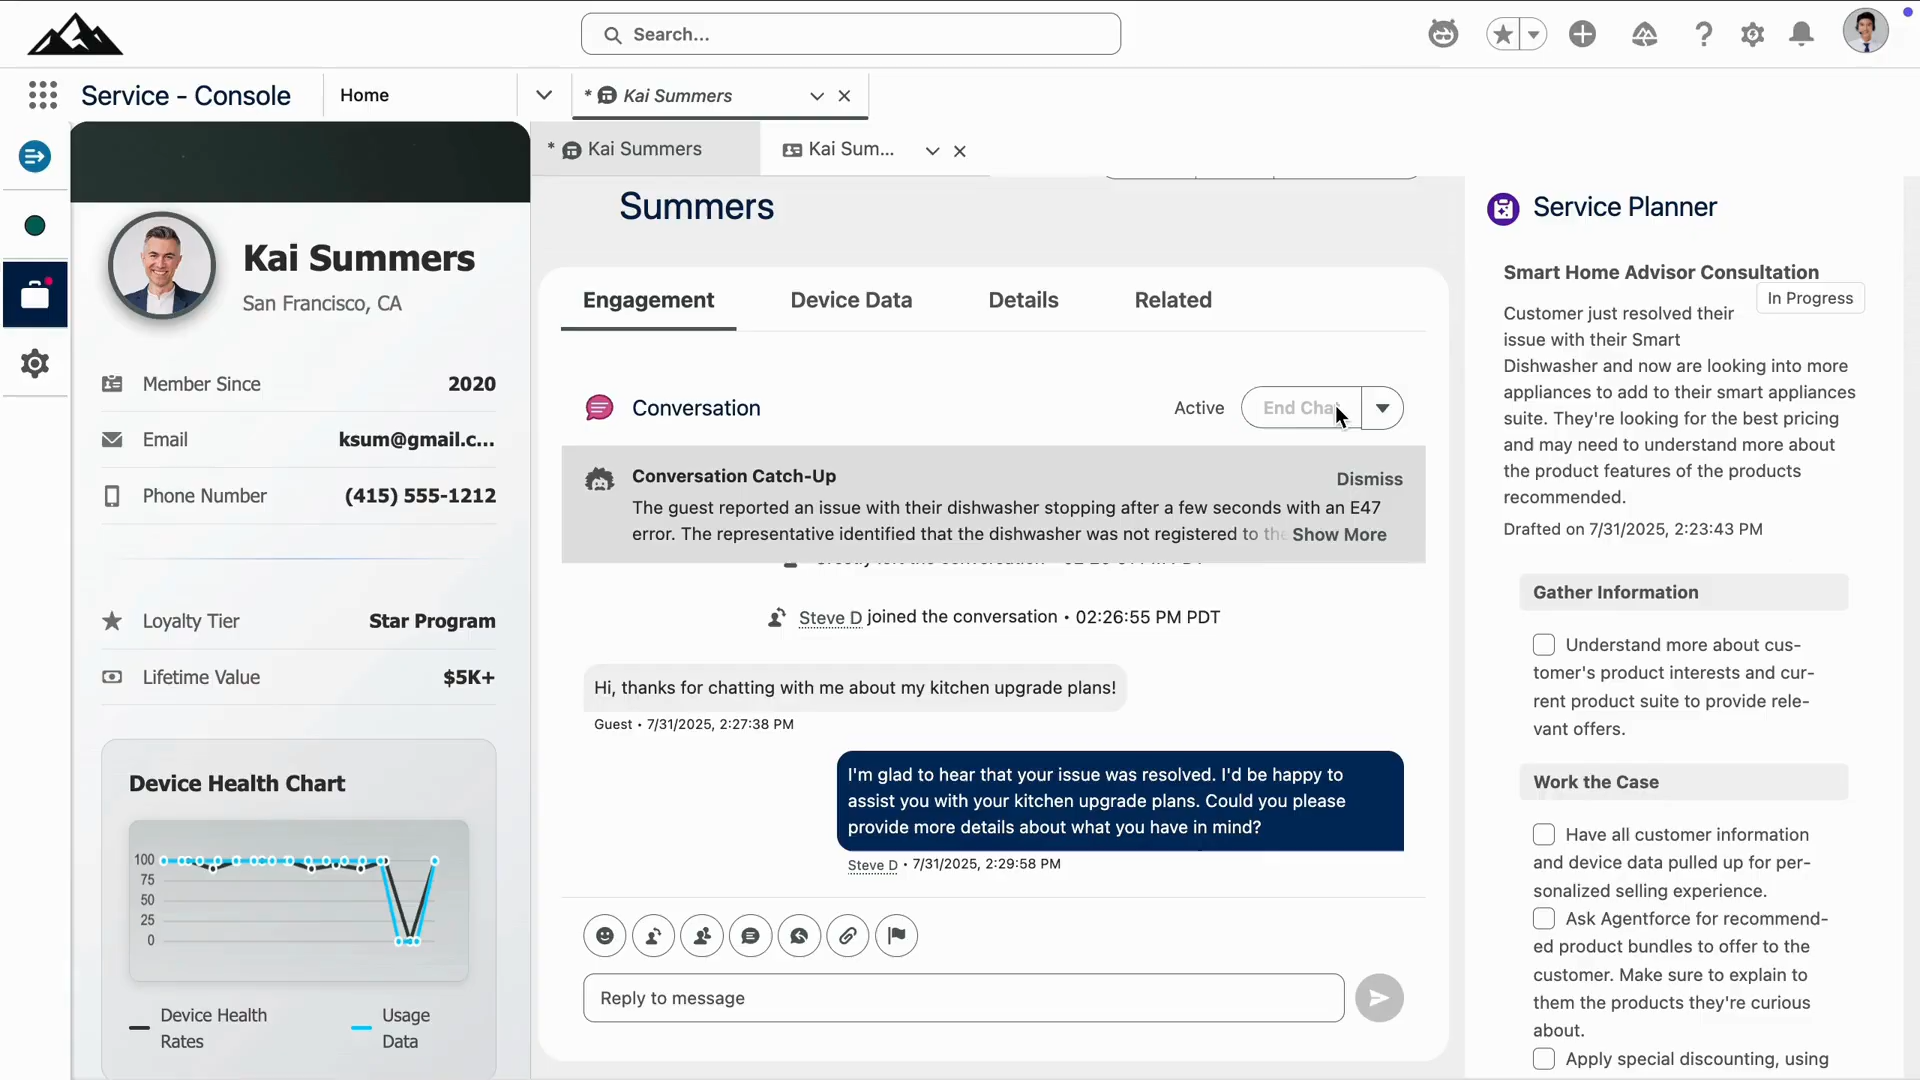 Search...
Service - Console
Home
* Kai Summers
* Kai Summers
Kai Sum...
Kai Summers
San Francisco, CA
Member Since
2020
Email
ksum@gmail.c...
Phone Number
(415) 555-1212
Loyalty Tier
Star Program
Lifetime Value
$5K+
Device Health Chart
100
75
50
25
0
Device Health
Rates
Usage
Data
Summers
Engagement
Device Data
Details
Related
Conversation
Active
End Cha
Conversation Catch-Up
Dismiss
The guest reported an issue with their dishwasher stopping after a few seconds with an E47
error. The representative identified that the dishwasher was not registered to the Show More
Steve D joined the conversation • 02:26:55 PM PDT
Hi, thanks for chatting with me about my kitchen upgrade plans!
Guest • 7/31/2025, 2:27:38 PM
I'm glad to hear that your issue was resolved. I'd be happy to
assist you with your kitchen upgrade plans. Could you please
provide more details about what you have in mind?
Steve D • 7/31/2025, 2:29:58 PM
Reply to message
Service Planner
Smart Home Advisor Consultation
In Progress
Customer just resolved their
issue with their Smart
Dishwasher and now are looking into more
appliances to add to their smart appliances
suite. They're looking for the best pricing
and may need to understand more about
the product features of the products
recommended.
Drafted on 7/31/2025, 2:23:43 PM
Gather Information
Understand more about cus-
tomer's product interests and cur-
rent product suite to provide rele-
vant offers.
Work the Case
Have all customer information
and device data pulled up for per-
sonalized selling experience.
Ask Agentforce for recommend-
ed product bundles to offer to the
customer. Make sure to explain to
them the products they're curious
about.
Apply special discounting, using